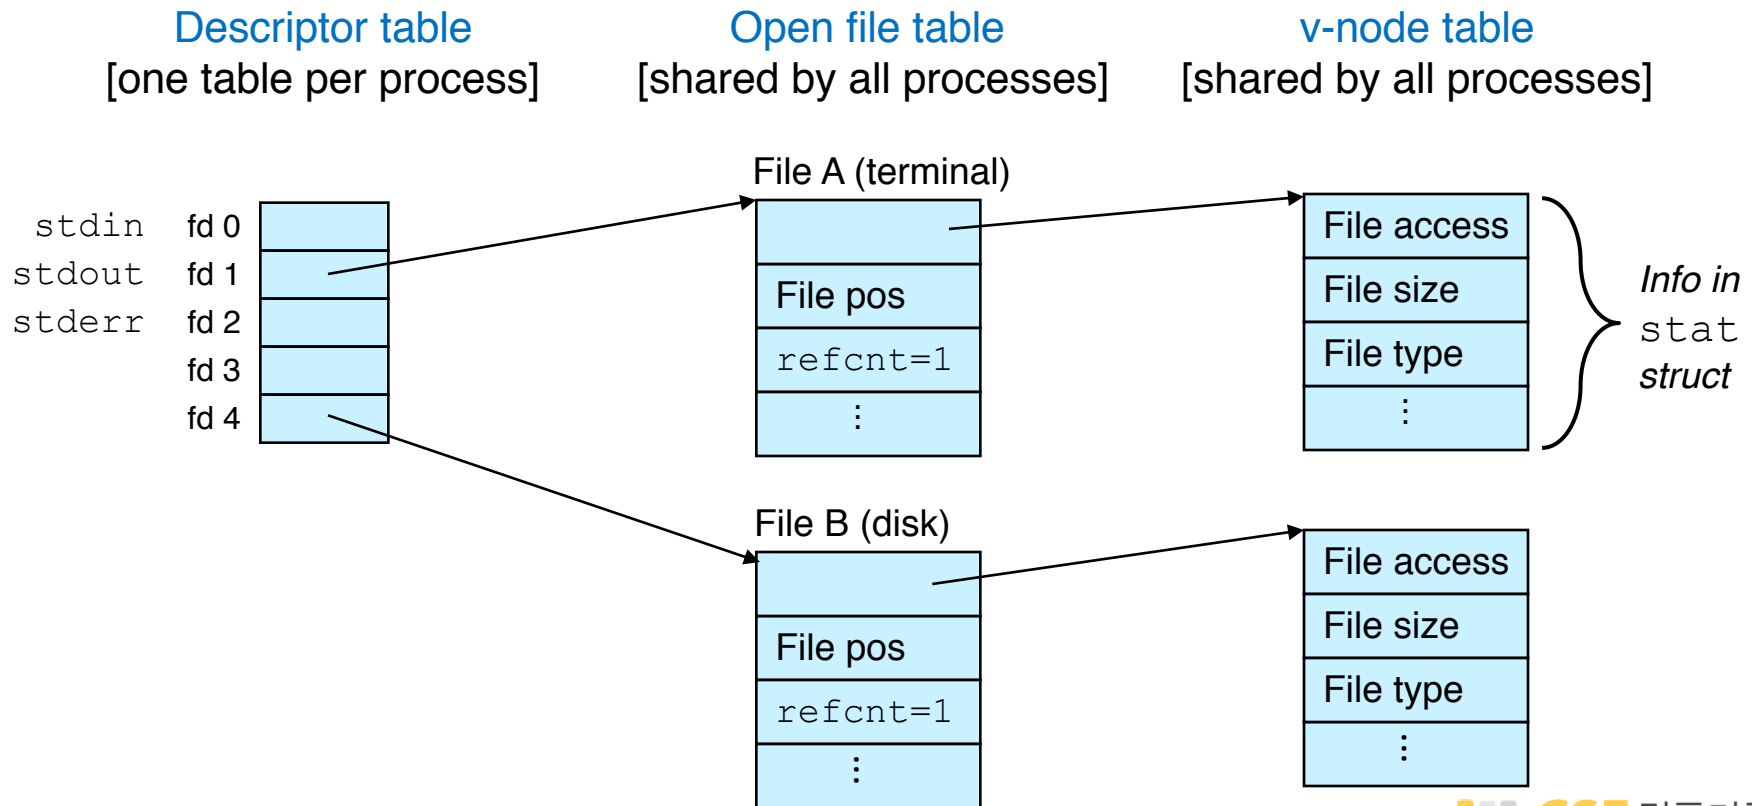 Descriptor table
[one table per process]
Open file table
[shared by all processes]
v-node table
[shared by all processes]
stdin fd 0
stdout fd 1
stderr fd 2
fd 3
fd 4
File A (terminal)
File pos
refcnt=1
⋮
File access
File size
File type
⋮
Info in
stat
struct
File B (disk)
File pos
refcnt=1
⋮
File access
File size
File type
⋮